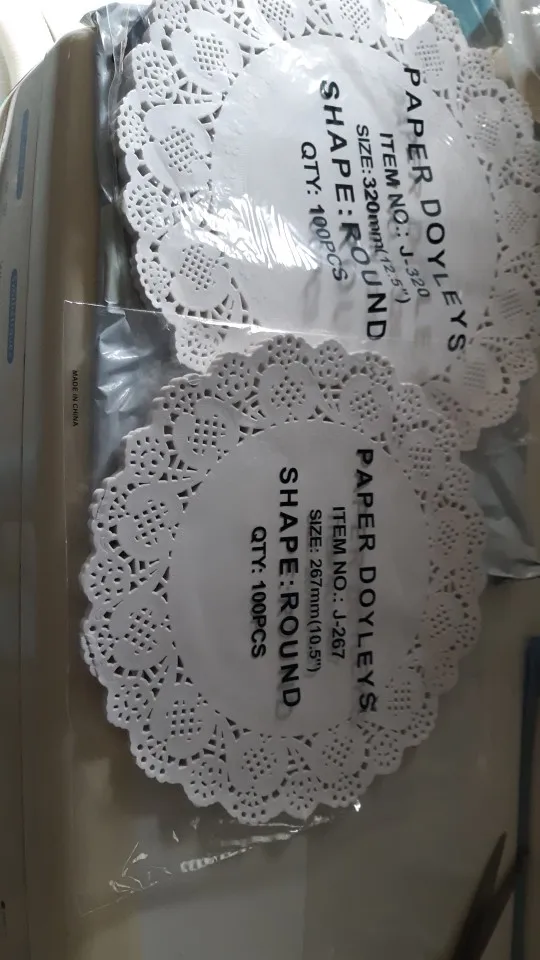 PAPER DOYLEYS
ITEM NO.: J-320
SIZE:320mm(12.5")
SHAPE:ROUND
QTY: 100PCS
PAPER DOYLEYS
ITEM NO.: J-267
SIZE: 267mm(10.5")
SHAPE:ROUND
QTY: 100PCS
MADE IN CHINA